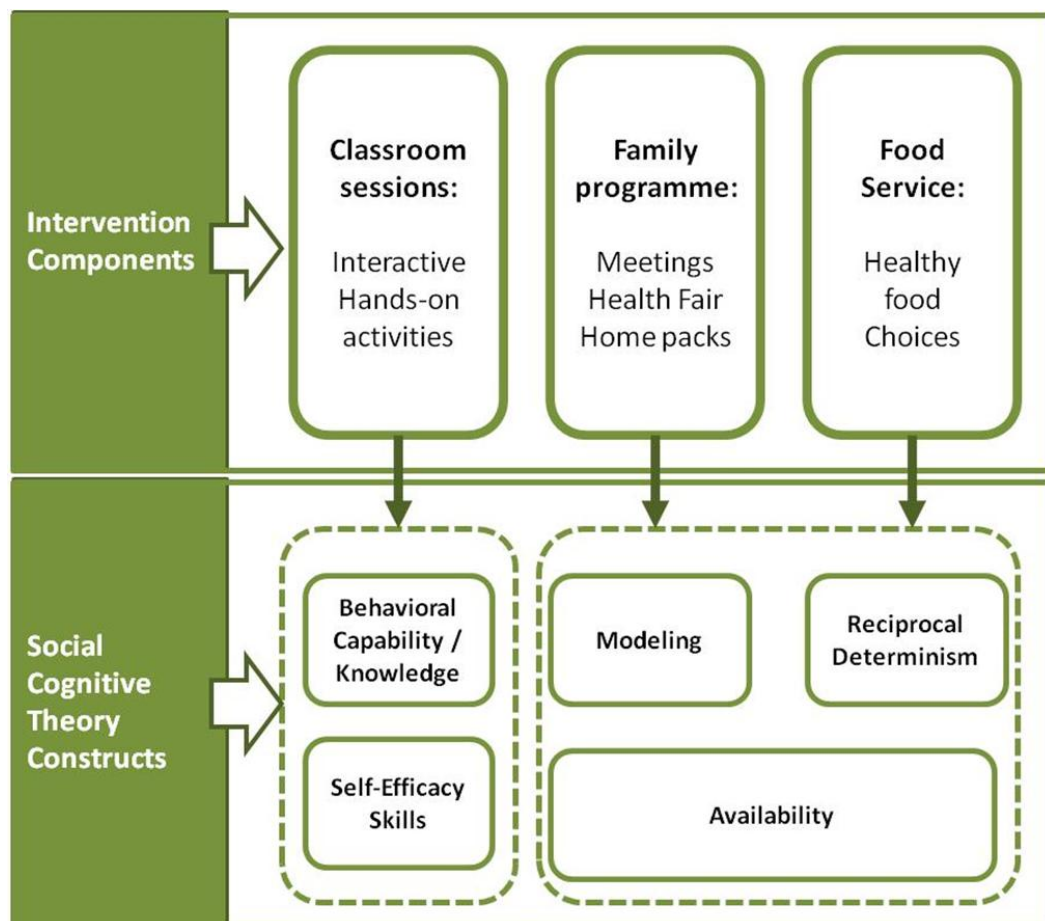 Intervention
Components
Classroom
sessions:
Interactive
Hands-on
activities
Family
programme:
Meetings
Health Fair
Home packs
Food
Service:
Healthy
food
Choices
Social
Cognitive
Theory
Constructs
Behavioral
Capability /
Knowledge
Self-Efficacy
Skills
Modeling
Reciprocal
Determinism
Availability